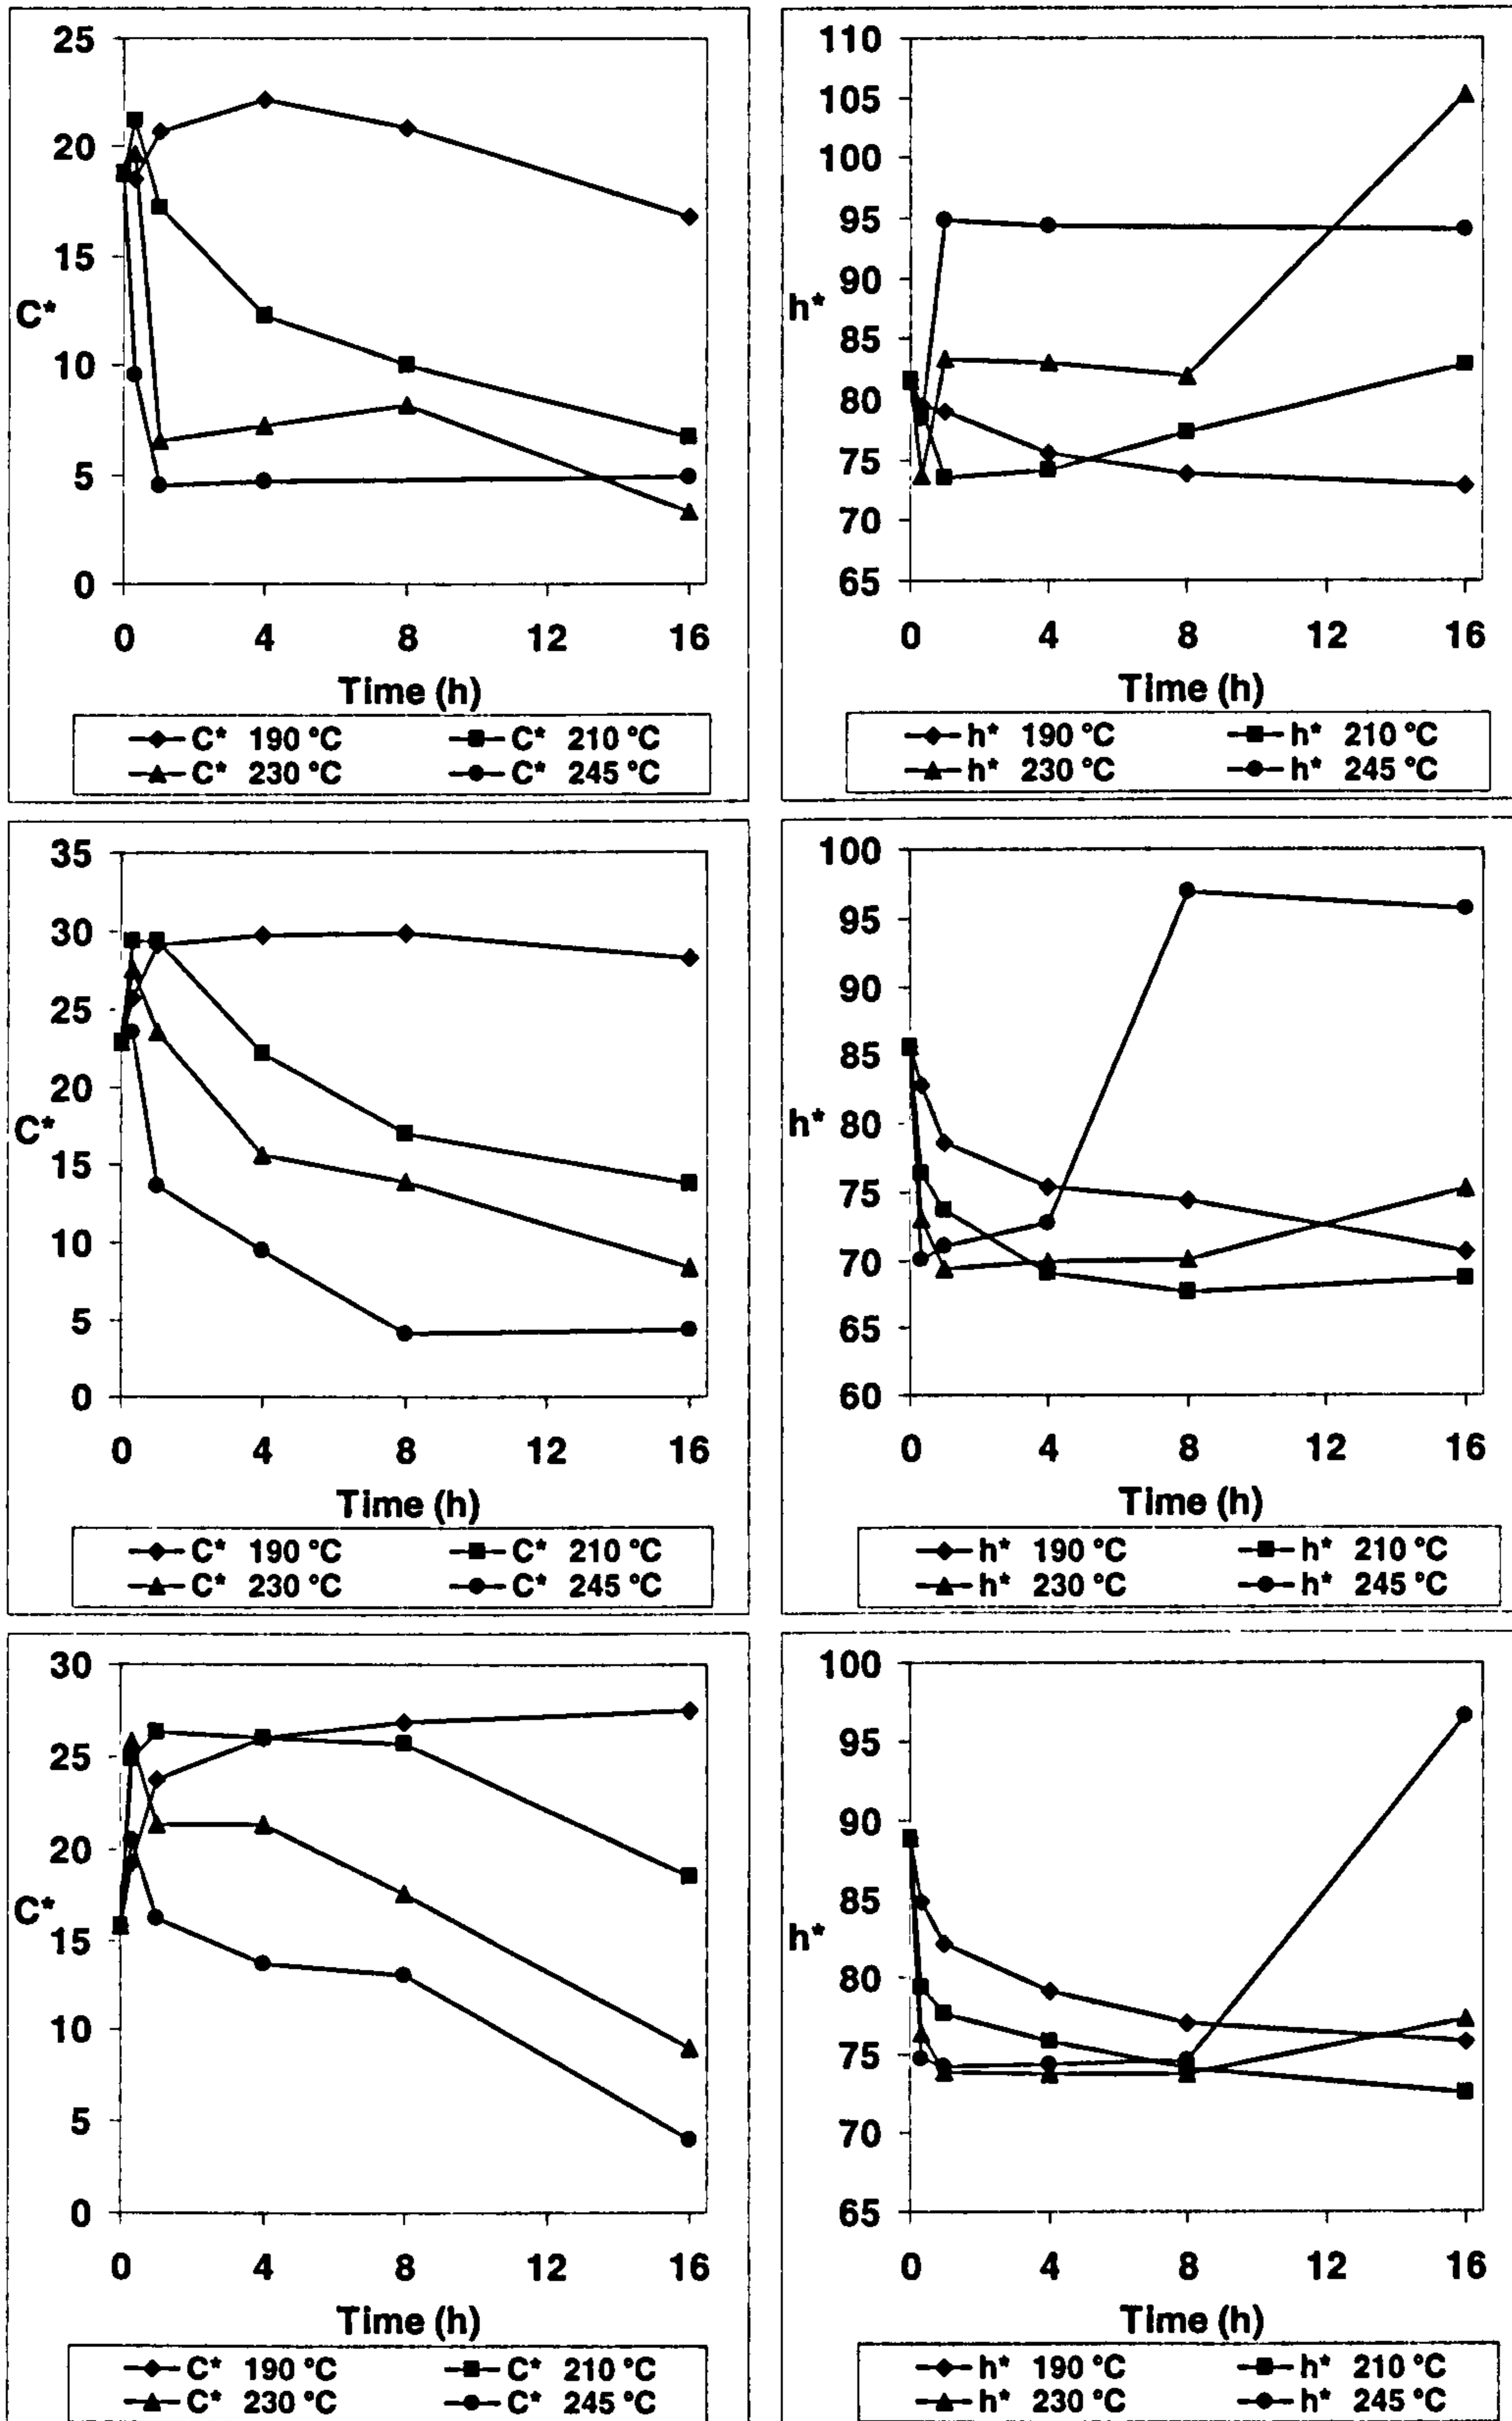 25
20
15
C*
10
5
0
0 4 8 12 16
Time (h)
C* 190 °C C* 210 °C
C* 230 °C C* 245 °C
110
105
100
95
90
h*
85
80
75
70
65
0 4 8 12 16
Time (h)
h* 190 °C h* 210 °C
h* 230 °C h* 245 °C
35
30
25
20
C*
15
10
5
0
0 4 8 12 16
Time (h)
C* 190 °C C* 210 °C
C* 230 °C C* 245 °C
100
95
90
85
h* 80
75
70
65
60
0 4 8 12 16
Time (h)
h* 190 °C h* 210 °C
h* 230 °C h* 245 °C
30
25
20
C*
15
10
5
0
0 4 8 12 16
Time (h)
C* 190 °C C* 210 °C
C* 230 °C C* 245 °C
100
95
90
85
h*
80
75
70
65
0 4 8 12 16
Time (h)
h* 190 °C h* 210 °C
h* 230 °C h* 245 °C